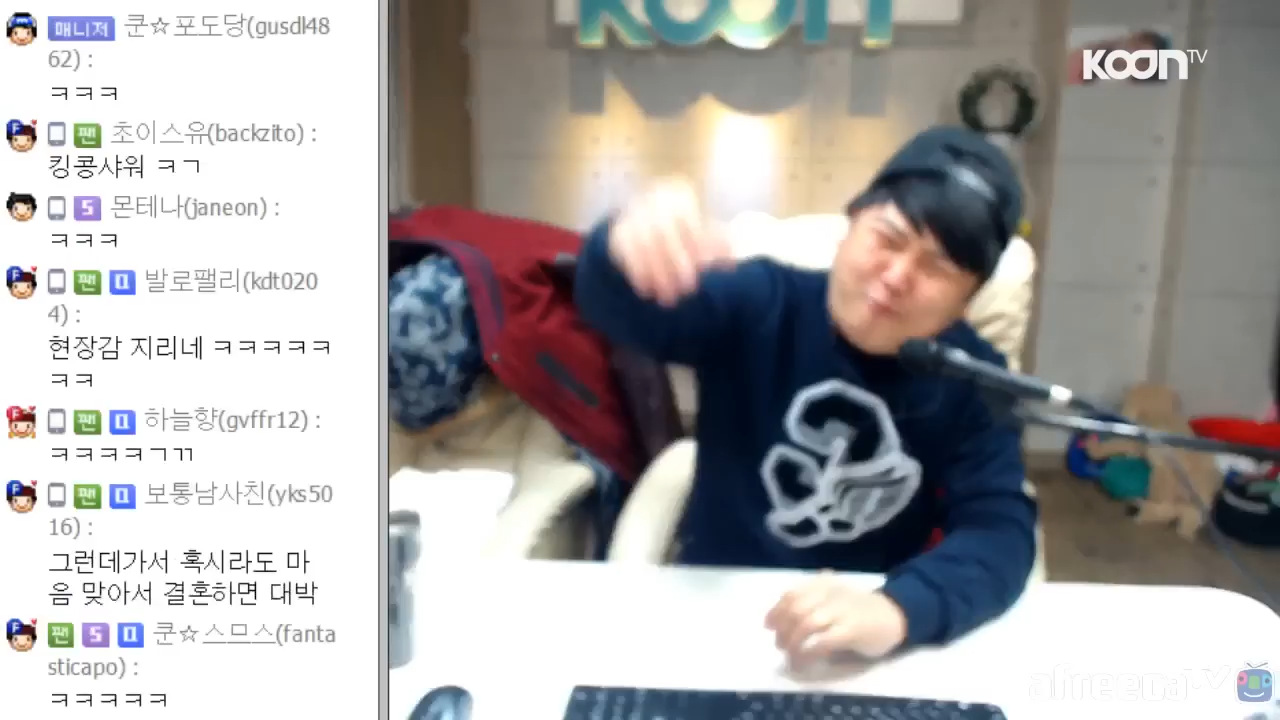 매니저 쿤☆포도당(gusdl48
62) :
ㅋㅋㅋ
팬 초이스유(backzito) :
킹콩샤워 ㅋㄱ
S 몬테나(janeon) :
ㅋㅋㅋ
팬 발로팰리(kdt020
4) :
현장감 지리네 ㅋㅋㅋㅋㅋ
ㅋㅋ
팬 하늘향(gvffr12) :
ㅋㅋㅋㅋㄱㄲ
팬 보통남사친(yks50
16) :
그런데가서 혹시라도 마
음 맞아서 결혼하면 대박
팬 S 쿤☆스므스(fanta
sticapo) :
ㅋㅋㅋㅋㅋ
KOON
KOONTV
afreecaTV